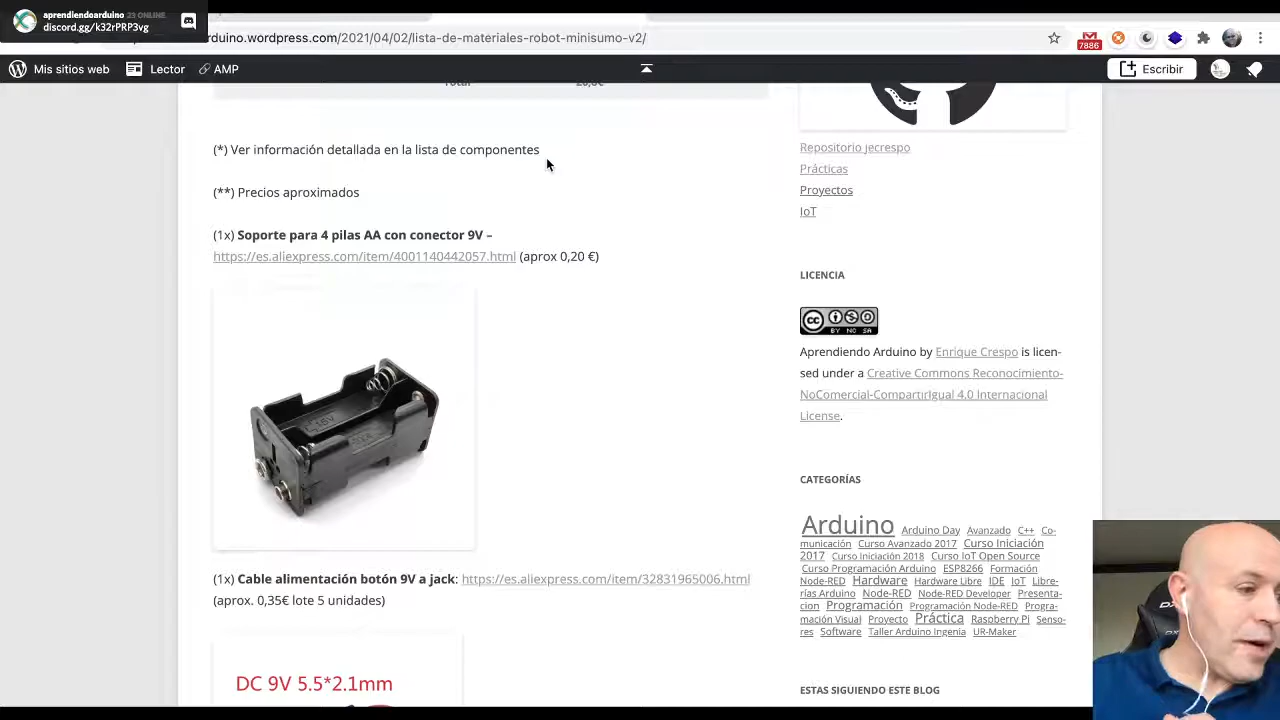 aprendiendoarduino 23 ONLINE
discord.gg/k32rPRP3vg
rduino.wordpress.com/2021/04/02/lista-de-materiales-robot-minisumo-v2/
7886
Mis sitios web Lector AMP Escribir
Total
(*) Ver información detallada en la lista de componentes
(**) Precios aproximados
(1x) Soporte para 4 pilas AA con conector 9V –
https://es.aliexpress.com/item/4001140442057.html (aprox 0,20 €)
(1x) Cable alimentación botón 9V a jack: https://es.aliexpress.com/item/32831965006.html
(aprox. 0,35€ lote 5 unidades)
DC 9V 5.5*2.1mm
Repositorio jecrespo
Prácticas
Proyectos
IoT
LICENCIA
cc
BY NC SA
Aprendiendo Arduino by Enrique Crespo is licen-
sed under a Creative Commons Reconocimiento-
NoComercial-CompartirIgual 4.0 Internacional
License.
CATEGORÍAS
Arduino Arduino Day Avanzado C++ Co-
municación Curso Avanzado 2017 Curso Iniciación
2017 Curso Iniciación 2018 Curso IoT Open Source
Curso Programación Arduino ESP8266 Formación
Node-RED Hardware Hardware Libre IDE IoT Libre-
rías Arduino Node-RED Node-RED Developer Presenta-
cion Programación Programación Node-RED Progra-
mación Visual Proyecto Práctica Raspberry Pi Senso-
res Software Taller Arduino Ingenia UR-Maker
ESTAS SIGUIENDO ESTE BLOG